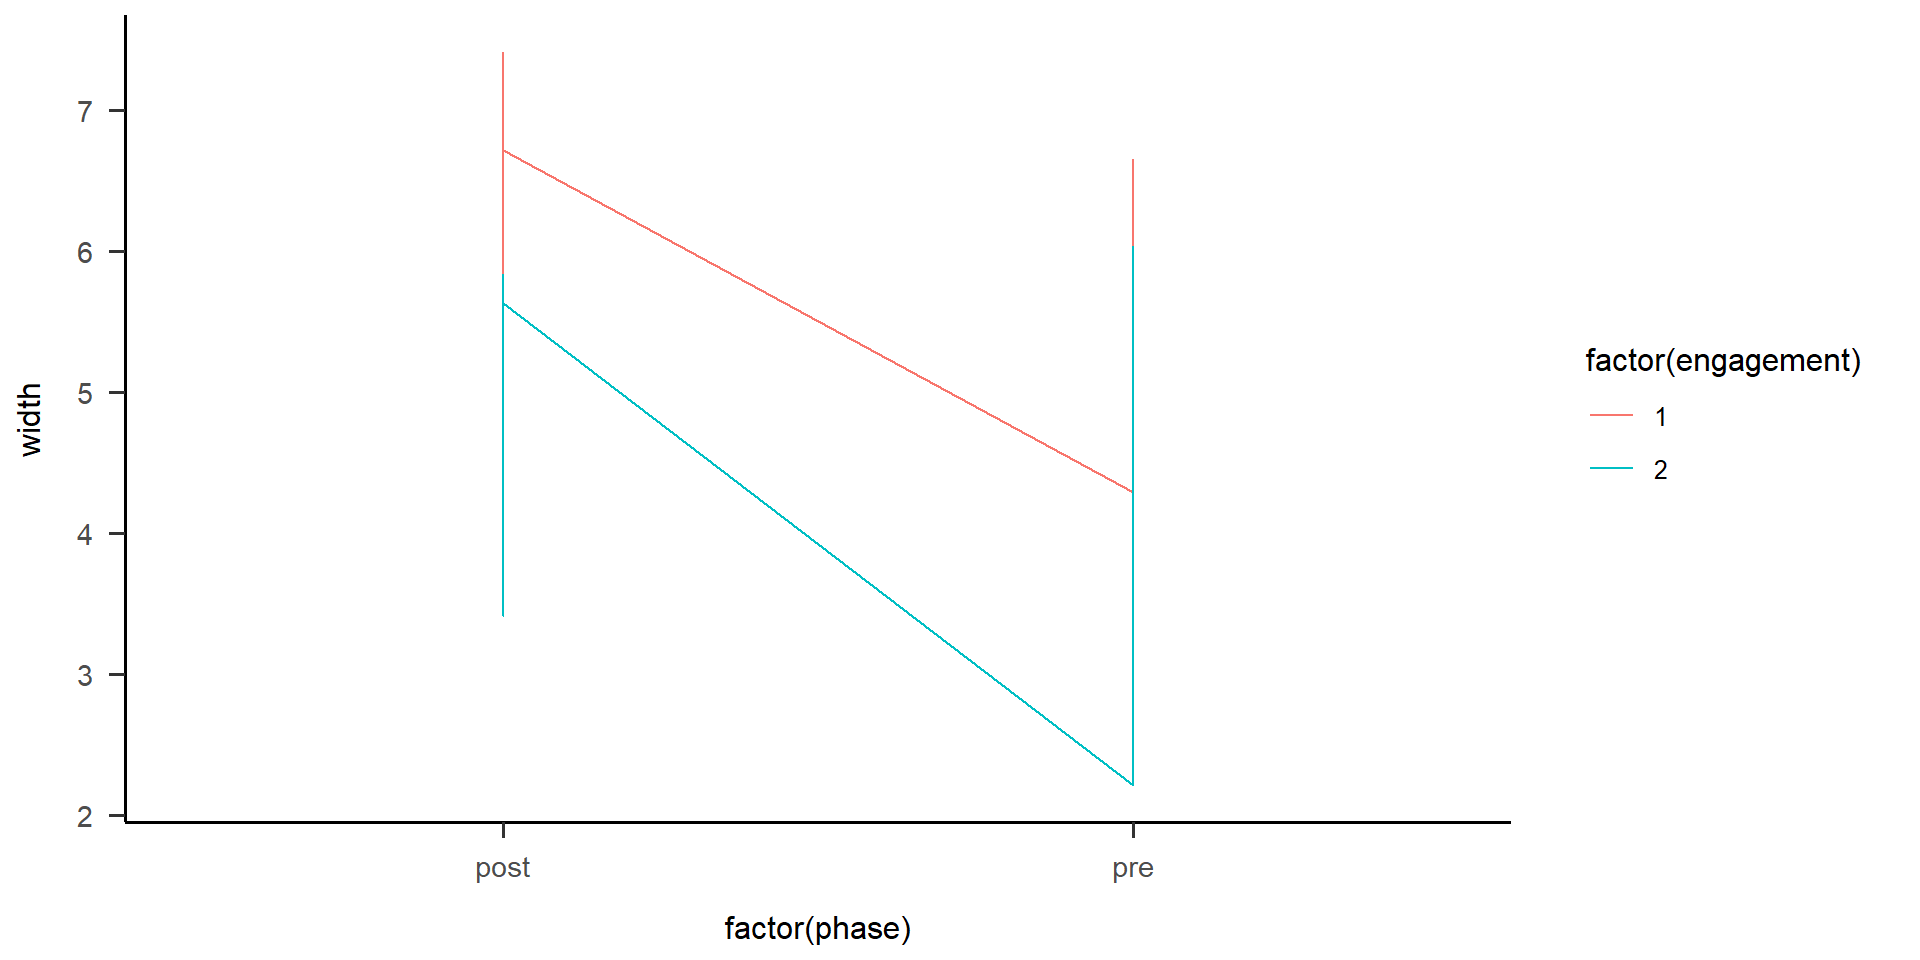 width
7
6
5
4
3
2
post
pre
factor(phase)
factor(engagement)
1
2